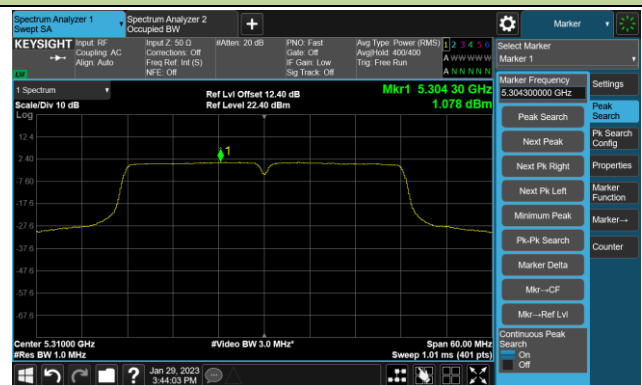 Spectrum Analyzer 1
Swept SA
Spectrum Analyzer 2
Occupied BW
Marker
KEYSIGHT
Input: RF
Coupling: AC
Align: Auto
Input Z: 50 Ω
Corrections: Off
Freq Ref: Int (S)
NFE: Off
#Atten: 20 dB
PNO: Fast
Gate: Off
IF Gain: Low
Sig Track: Off
Avg Type: Power (RMS)
Avg|Hold: 400/400
Trig: Free Run
1 2 3 4 5 6
A W W W W W
A N N N N N
LXI
Select Marker
Marker 1
1 Spectrum
Scale/Div 10 dB
Log
Ref Lvl Offset 12.40 dB
Ref Level 22.40 dBm
Mkr1 5.304 30 GHz
1.078 dBm
12.4
2.40
-7.60
-17.6
-27.6
-37.6
-47.6
-57.6
-67.6
1
Center 5.31000 GHz
#Res BW 1.0 MHz
#Video BW 3.0 MHz*
Span 60.00 MHz
Sweep 1.01 ms (401 pts)
Marker Frequency
5.304300000 GHz
Peak Search
Next Peak
Next Pk Right
Next Pk Left
Minimum Peak
Pk-Pk Search
Marker Delta
Mkr→CF
Mkr→Ref Lvl
Continuous Peak
Search
On
Off
Settings
Peak
Search
Pk Search
Config
Properties
Marker
Function
Marker→
Counter
Jan 29, 2023
3:44:03 PM